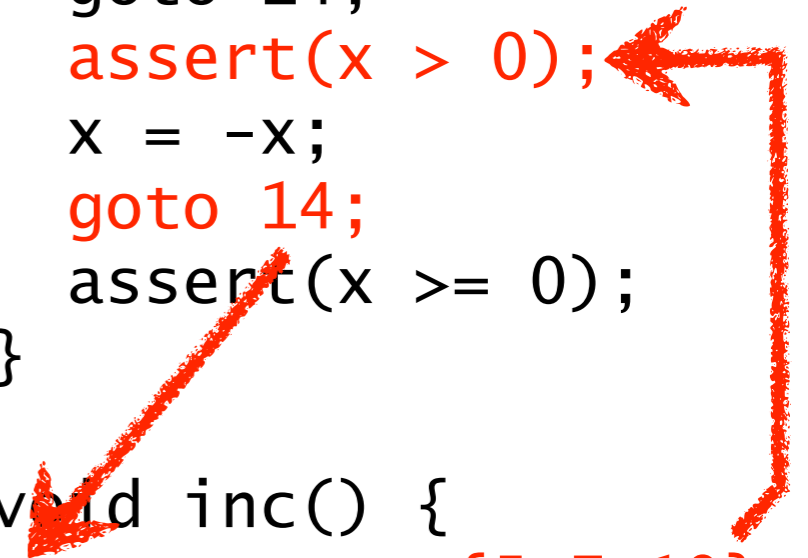 assert(x > 0);
x = -x;
goto 14;
assert(x >= 0);
}
void inc() {